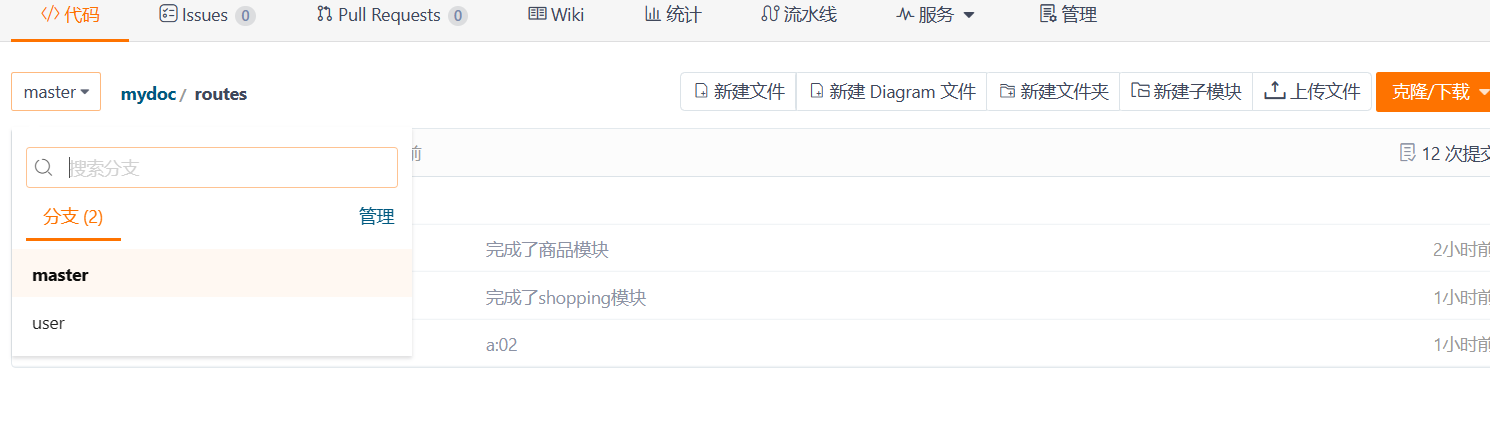 代码 Issues 0 Pull Requests 0 Wiki 统计 流水线 服务 管理
master mydoc / routes 新建文件 新建 Diagram 文件 新建文件夹 新建子模块 上传文件 克隆/下载
搜索分支 前 12 次提交
分支 (2) 管理
完成了商品模块 2小时前
master
完成了shopping模块 1小时前
user
a:02 1小时前